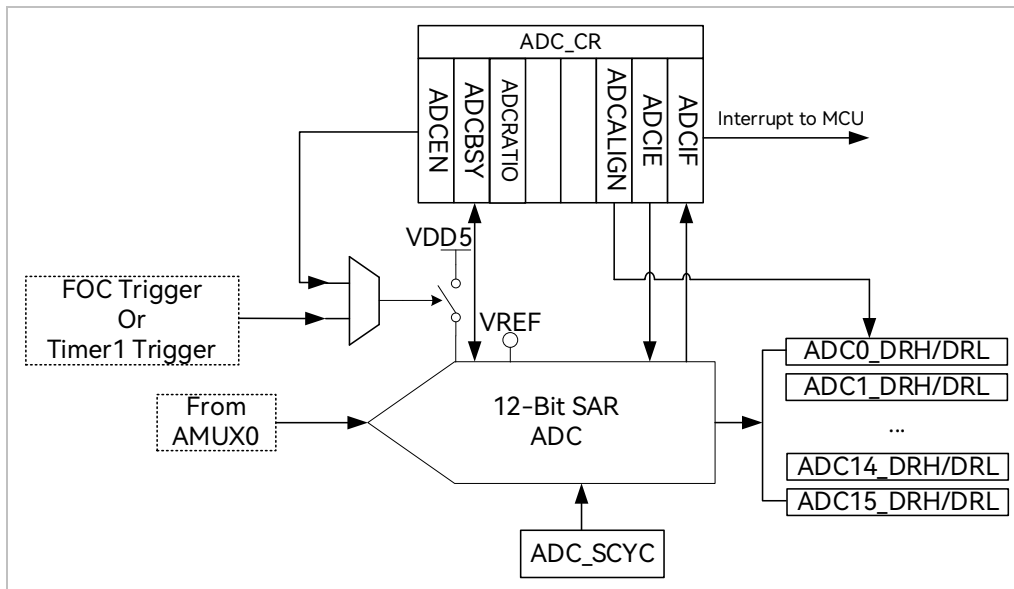 ADC_CR
ADCEN
ADCBSY
ADCRATIO
ADCALIGN
ADCIE
ADCIF
Interrupt to MCU
VDD5
FOC Trigger
Or
Timer1 Trigger
VREF
ADC0_DRH/DRL
ADC1_DRH/DRL
...
ADC14_DRH/DRL
ADC15_DRH/DRL
From
AMUX0
12-Bit SAR
ADC
ADC_SCYC